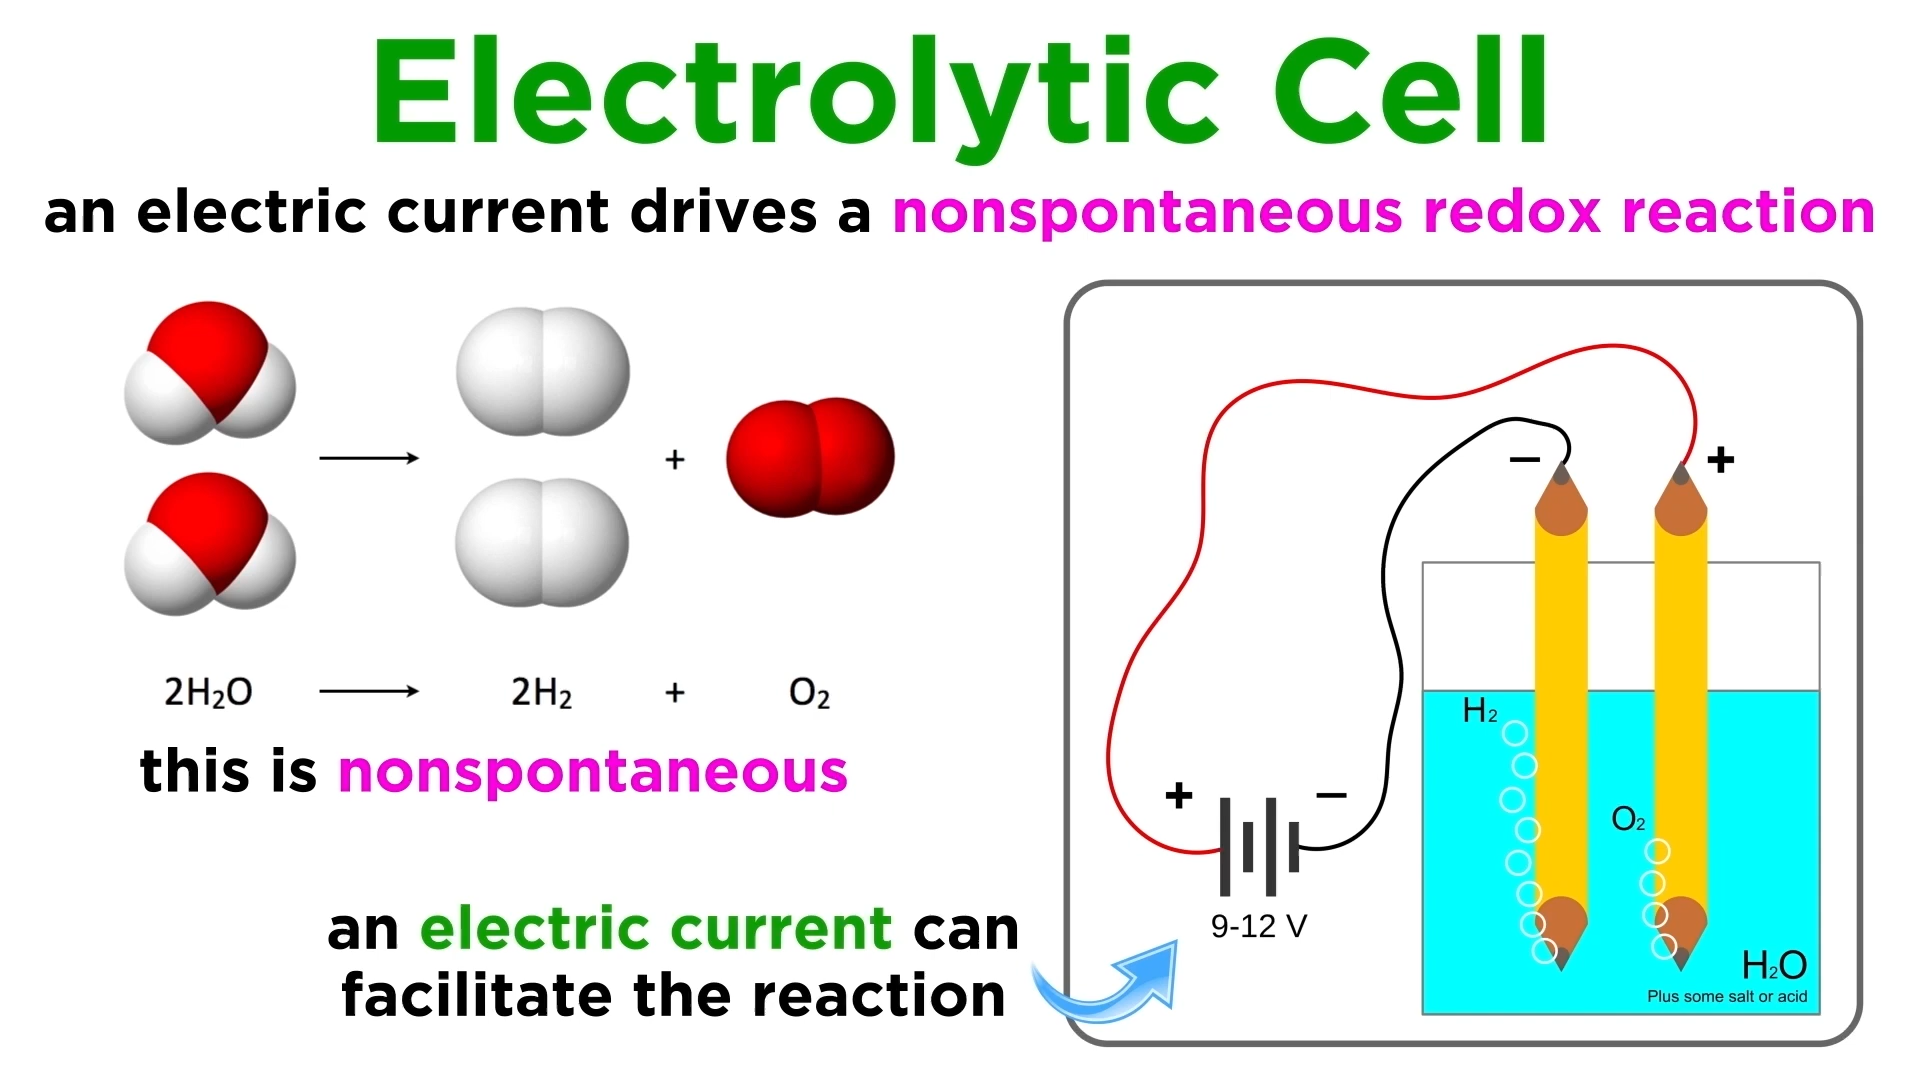 Electrolytic Cell
an electric current drives a nonspontaneous redox reaction
+
2H₂O → 2H₂ + O₂
this is nonspontaneous
an electric current can
facilitate the reaction
− +
+ −
9-12 V
H₂
O₂
H₂O
Plus some salt or acid